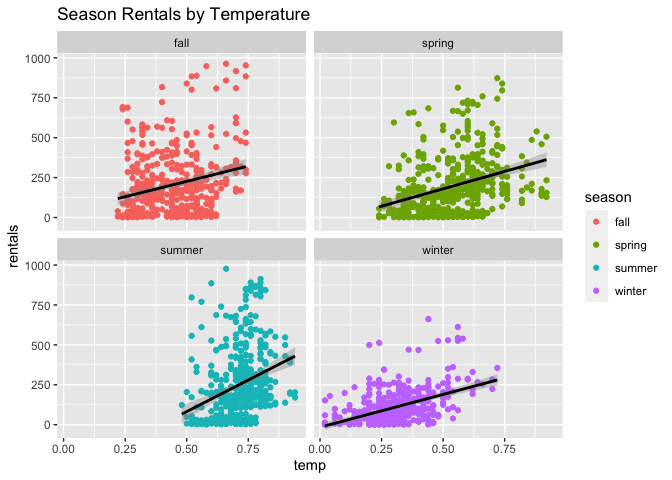 Season Rentals by Temperature
fall
spring
1000
750
500
250
0
summer
winter
1000
750
500
250
0
0.00
0.25
0.50
0.75
0.00
0.25
0.50
0.75
temp
rentals
season
fall
spring
summer
winter